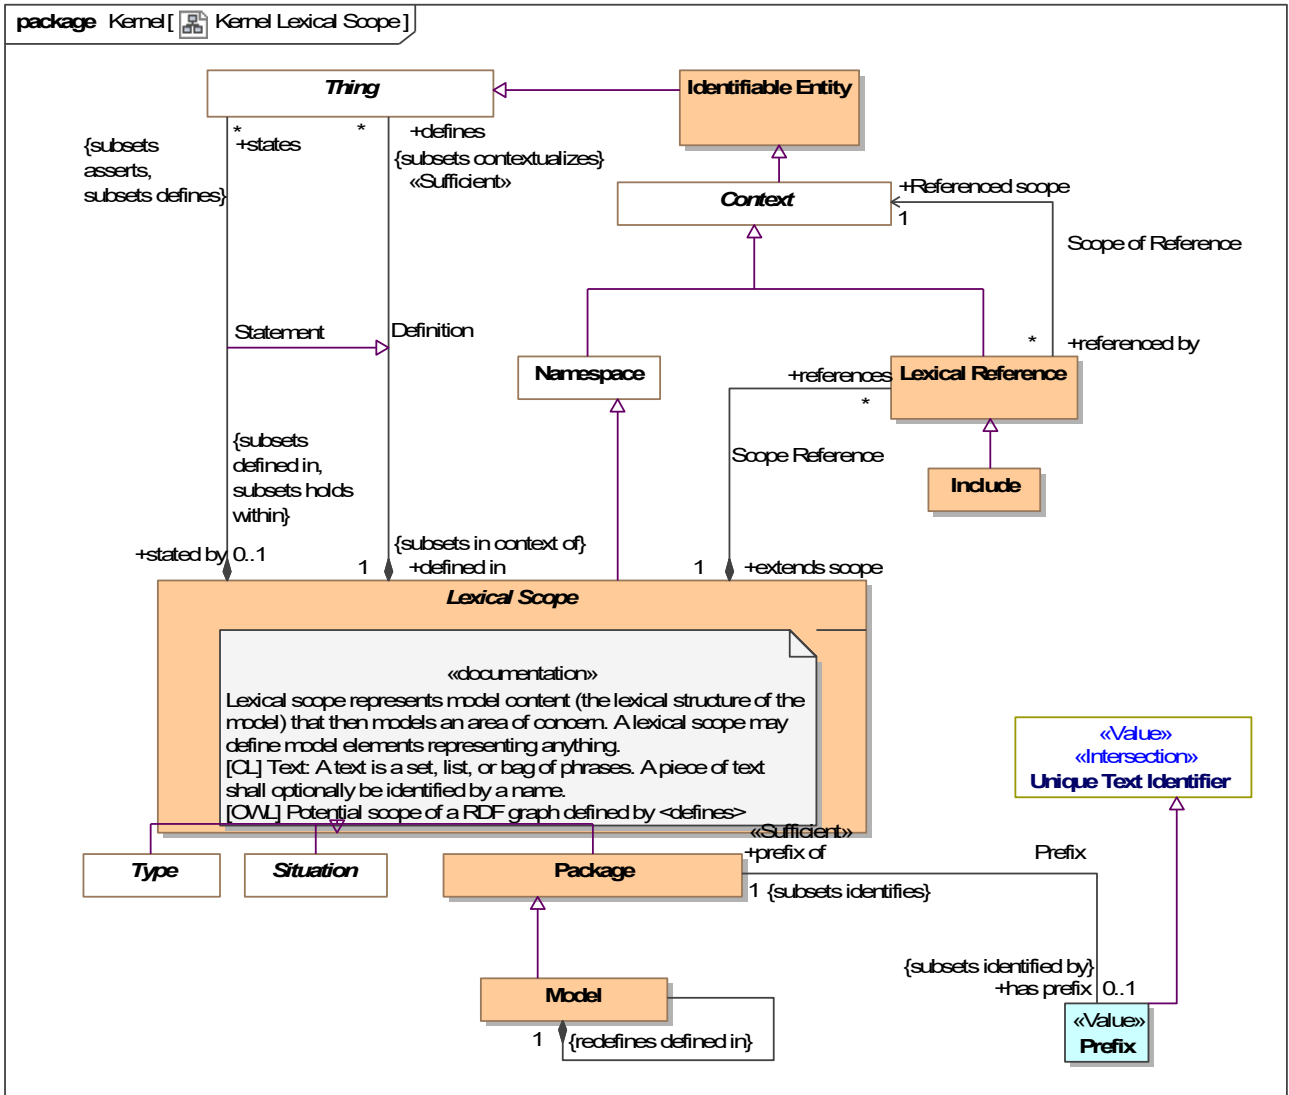 package Kernel [ Kernel Lexical Scope ]
Thing
Identifiable Entity
*
+states
*
+defines
{subsets contextualizes}
«Sufficient»
{subsets
asserts,
subsets defines}
Context
+Referenced scope
1
Scope of Reference
*
+referenced by
Statement
Definition
Namespace
+references
*
Lexical Reference
Scope Reference
Include
{subsets
defined in,
subsets holds
within}
+stated by 0..1
{subsets in context of}
1
+defined in
1
+extends scope
Lexical Scope
«documentation»
Lexical scope represents model content (the lexical structure of the
model) that then models an area of concern. A lexical scope may
define model elements representing anything.
[CL] Text: A text is a set, list, or bag of phrases. A piece of text
shall optionally be identified by a name.
[OWL] Potential scope of a RDF graph defined by <defines>
«Value»
«Intersection»
Unique Text Identifier
Type
Situation
Package
«Sufficient»
+prefix of
1 {subsets identifies}
Prefix
{subsets identified by}
+has prefix 0..1
Model
1
{redefines defined in}
«Value»
Prefix